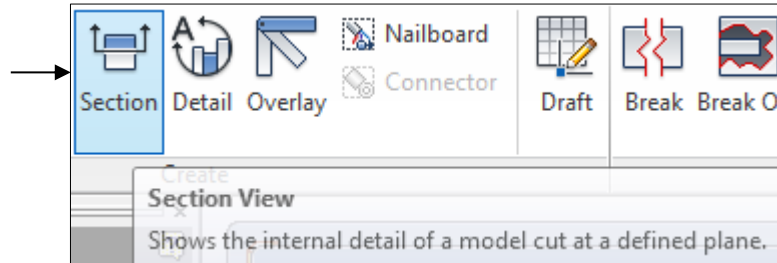 Nailboard
Connector
Section Detail Overlay Draft Break Break O
Create
Section View
Shows the internal detail of a model cut at a defined plane.